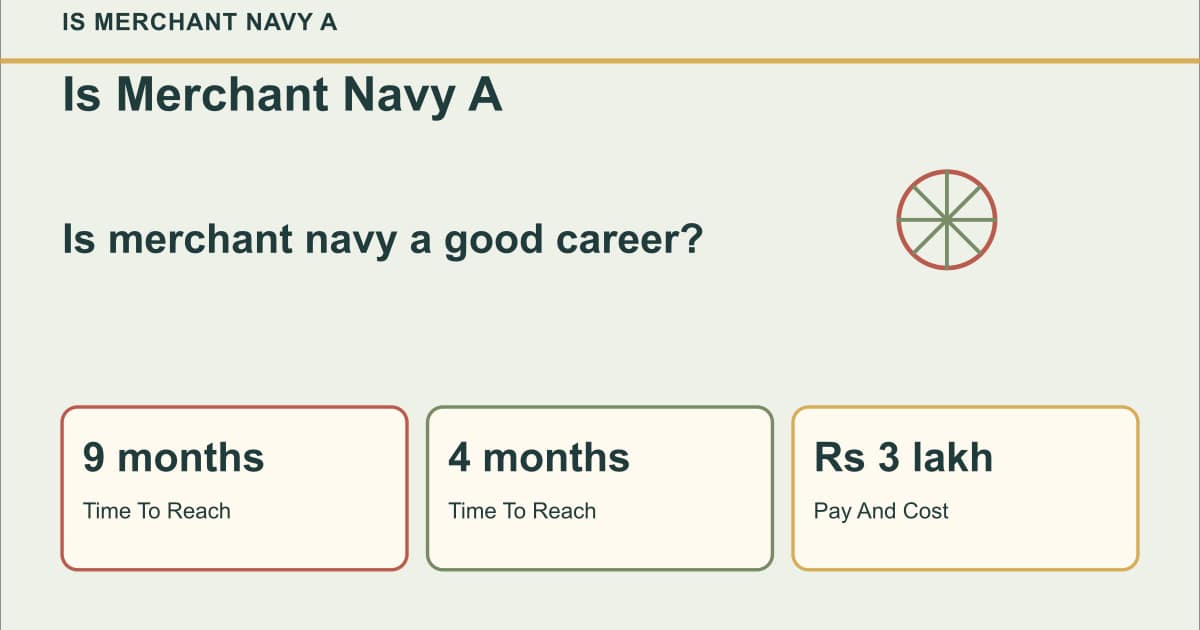 IS MERCHANT NAVY A
Is Merchant Navy A
Is merchant navy a good career?
9 months
Time To Reach
4 months
Time To Reach
Rs 3 lakh
Pay And Cost